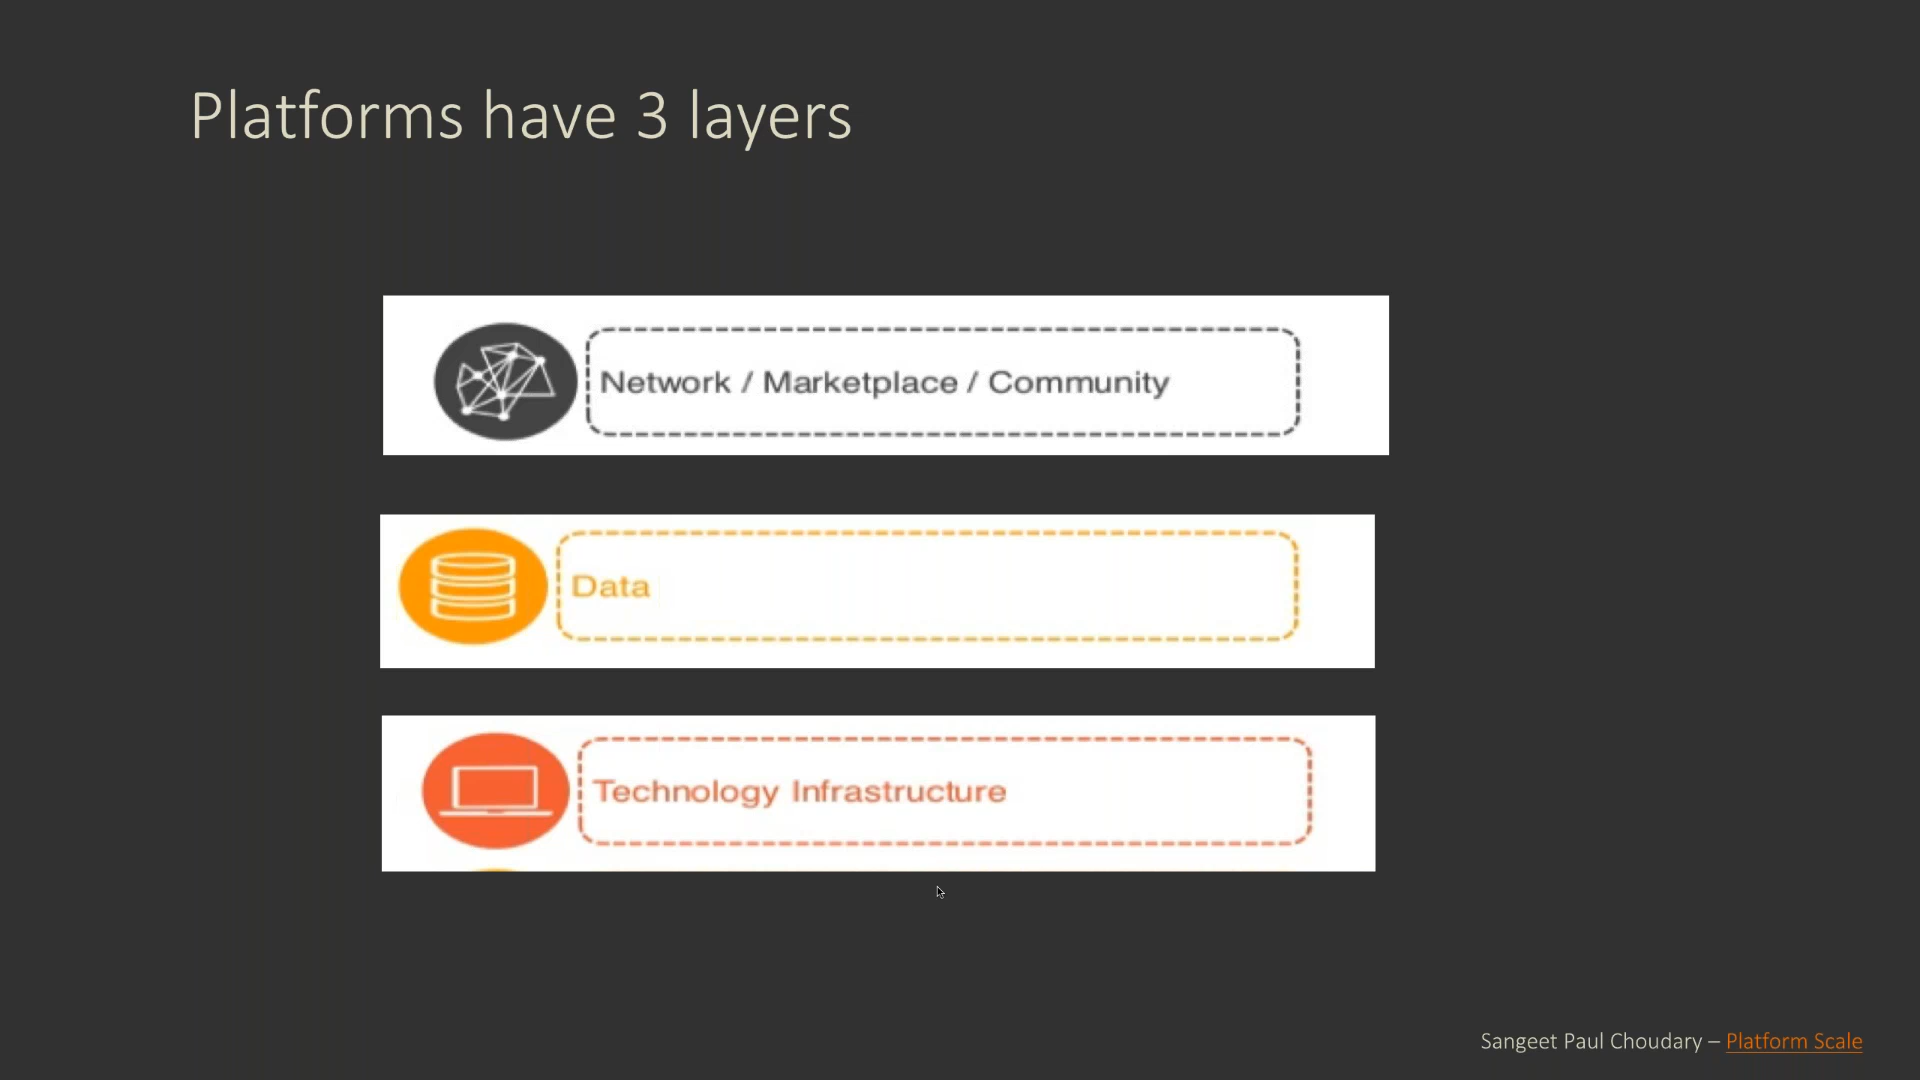 Platforms have 3 layers
Network / Marketplace / Community
Data
Technology Infrastructure
Sangeet Paul Choudary – Platform Scale